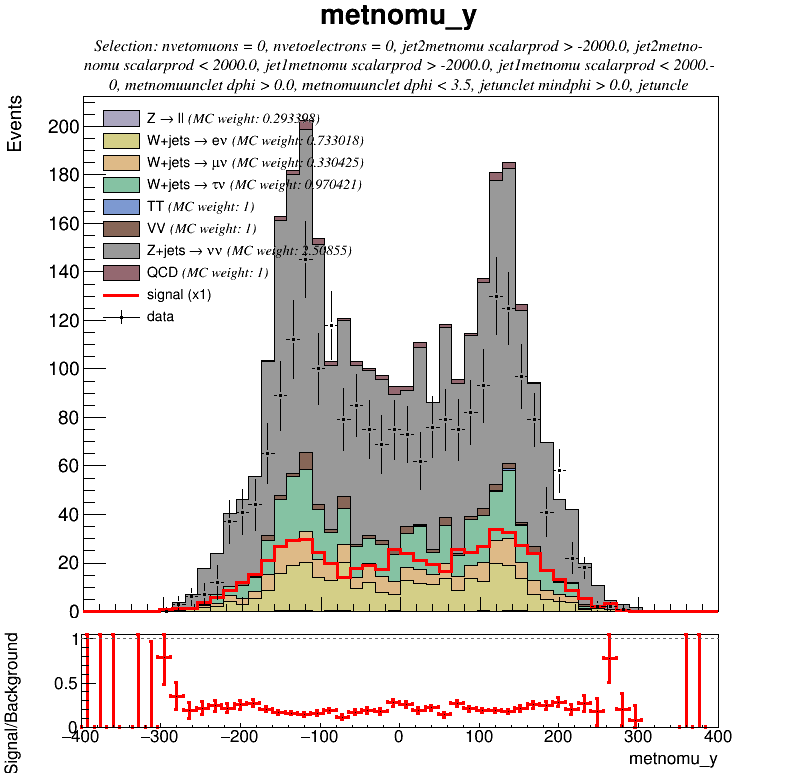 metnomu_y
Selection: nvetomuons = 0, nvetoelectrons = 0, jet2metnomu scalarprod > -2000.0, jet2metno-
nomu scalarprod < 2000.0, jet1metnomu scalarprod > -2000.0, jet1metnomu scalarprod < 2000.-
0, metnomuunclet dphi > 0.0, metnomuunclet dphi < 3.5, jetunclet mindphi > 0.0, jetuncle
Events
200
180
160
140
120
100
80
60
40
20
0
Z → ll (MC weight: 0.293398)
W+jets → eν (MC weight: 0.733018)
W+jets → μν (MC weight: 0.330425)
W+jets → τν (MC weight: 0.970421)
TT (MC weight: 1)
VV (MC weight: 1)
Z+jets → νν (MC weight: 2.50855)
QCD (MC weight: 1)
signal (x1)
data
Signal/Background
1
0.5
0
−400 −300 −200 −100 0 100 200 300 400
metnomu_y